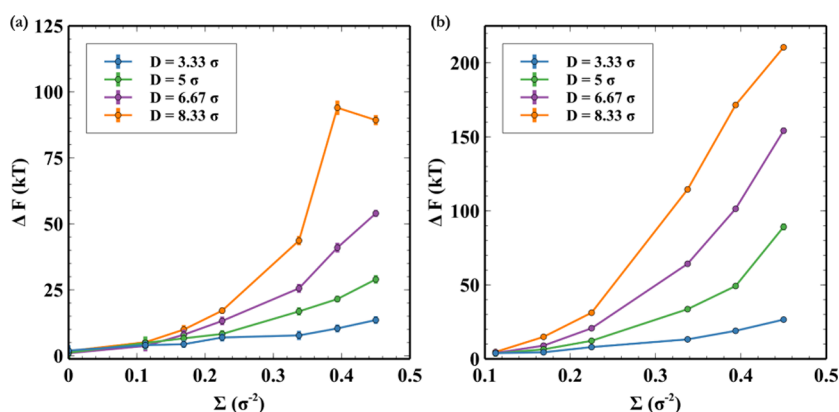 (a)
125
100
75
50
25
0
Δ F (kT)
D = 3.33 σ
D = 5 σ
D = 6.67 σ
D = 8.33 σ
0
0.1
0.2
0.3
0.4
0.5
Σ (σ⁻²)
(b)
200
150
100
50
0
Δ F (kT)
D = 3.33 σ
D = 5 σ
D = 6.67 σ
D = 8.33 σ
0.1
0.2
0.3
0.4
0.5
Σ (σ⁻²)